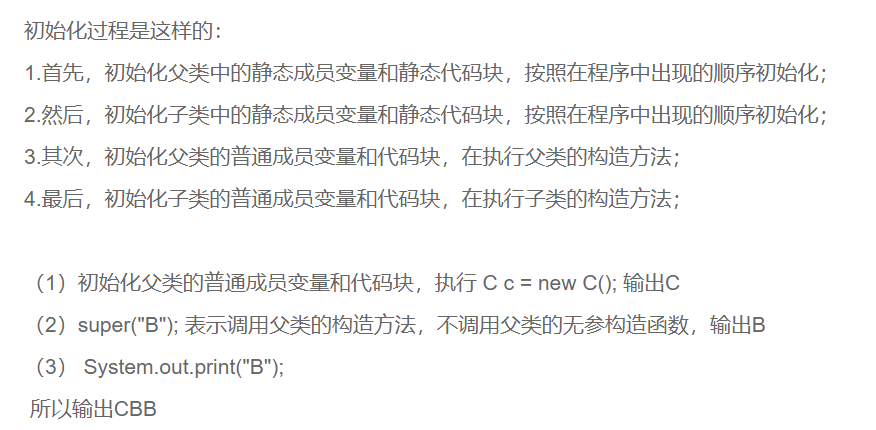 初始化过程是这样的：
1.首先，初始化父类中的静态成员变量和静态代码块，按照在程序中出现的顺序初始化；
2.然后，初始化子类中的静态成员变量和静态代码块，按照在程序中出现的顺序初始化；
3.其次，初始化父类的普通成员变量和代码块，在执行父类的构造方法；
4.最后，初始化子类的普通成员变量和代码块，在执行子类的构造方法；
（1）初始化父类的普通成员变量和代码块，执行 C c = new C(); 输出C
（2）super("B"); 表示调用父类的构造方法，不调用父类的无参构造函数，输出B
（3） System.out.print("B");
所以输出CBB